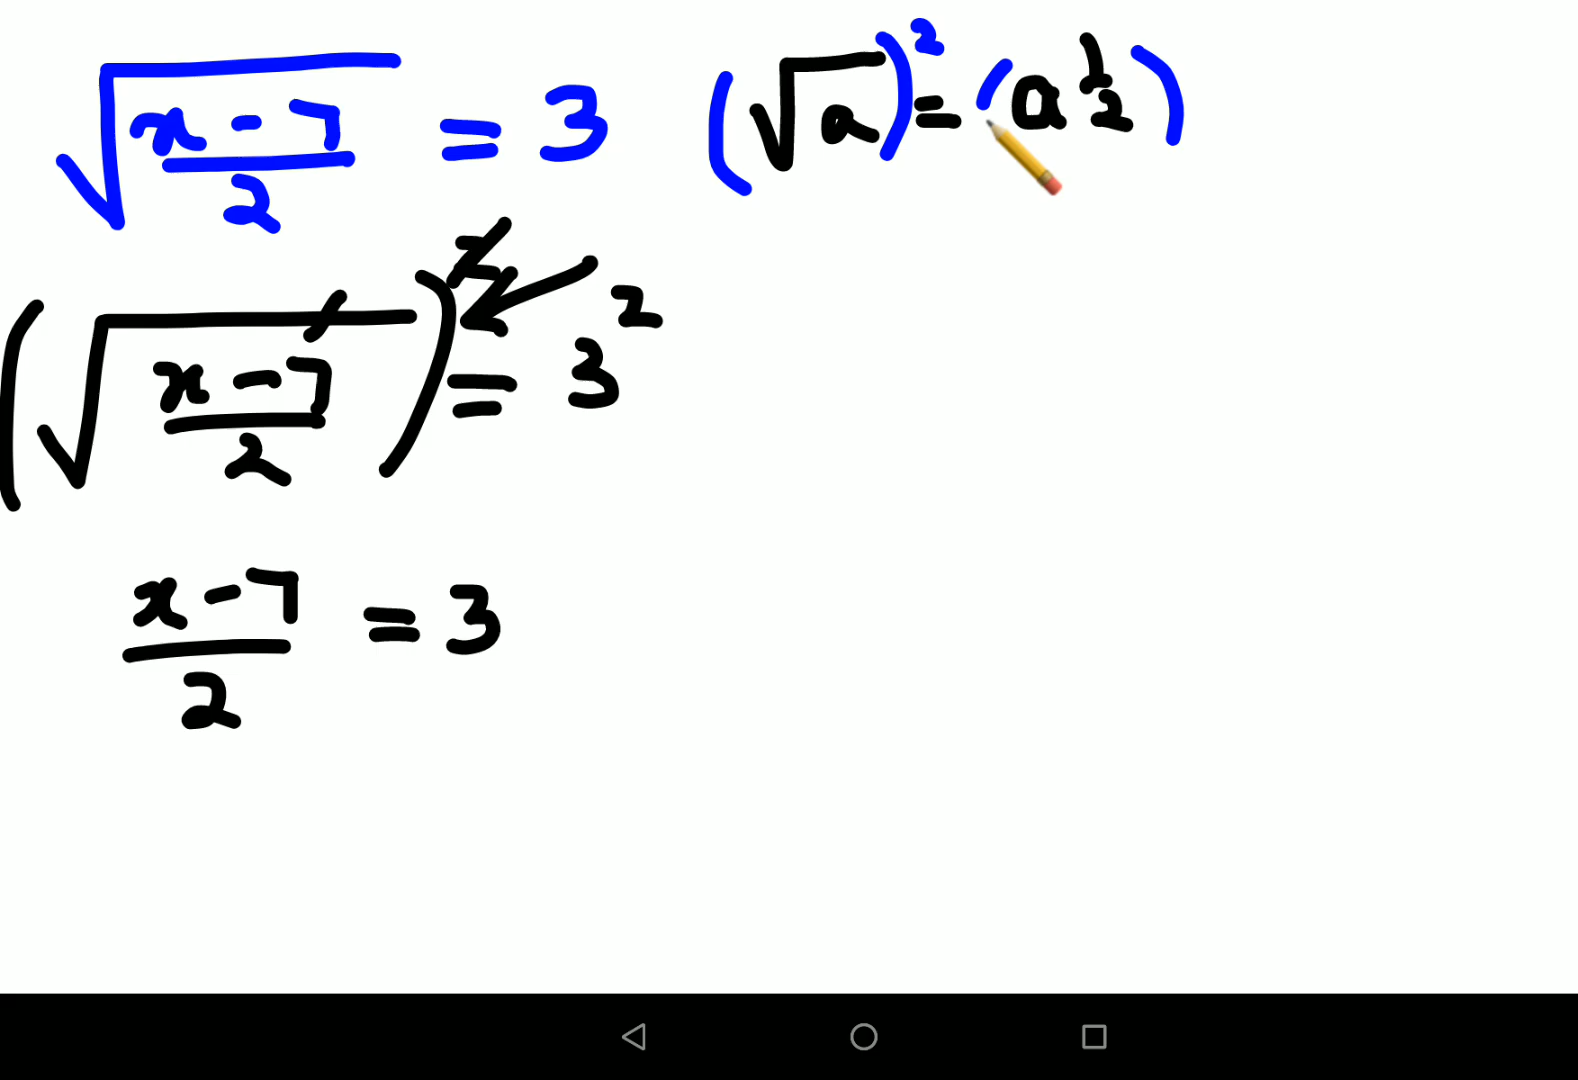 √((x-7)/2) = 3
(√a)² = (a^(1/2))
(√((x-7)/2))² = 3²
(x-7)/2 = 3